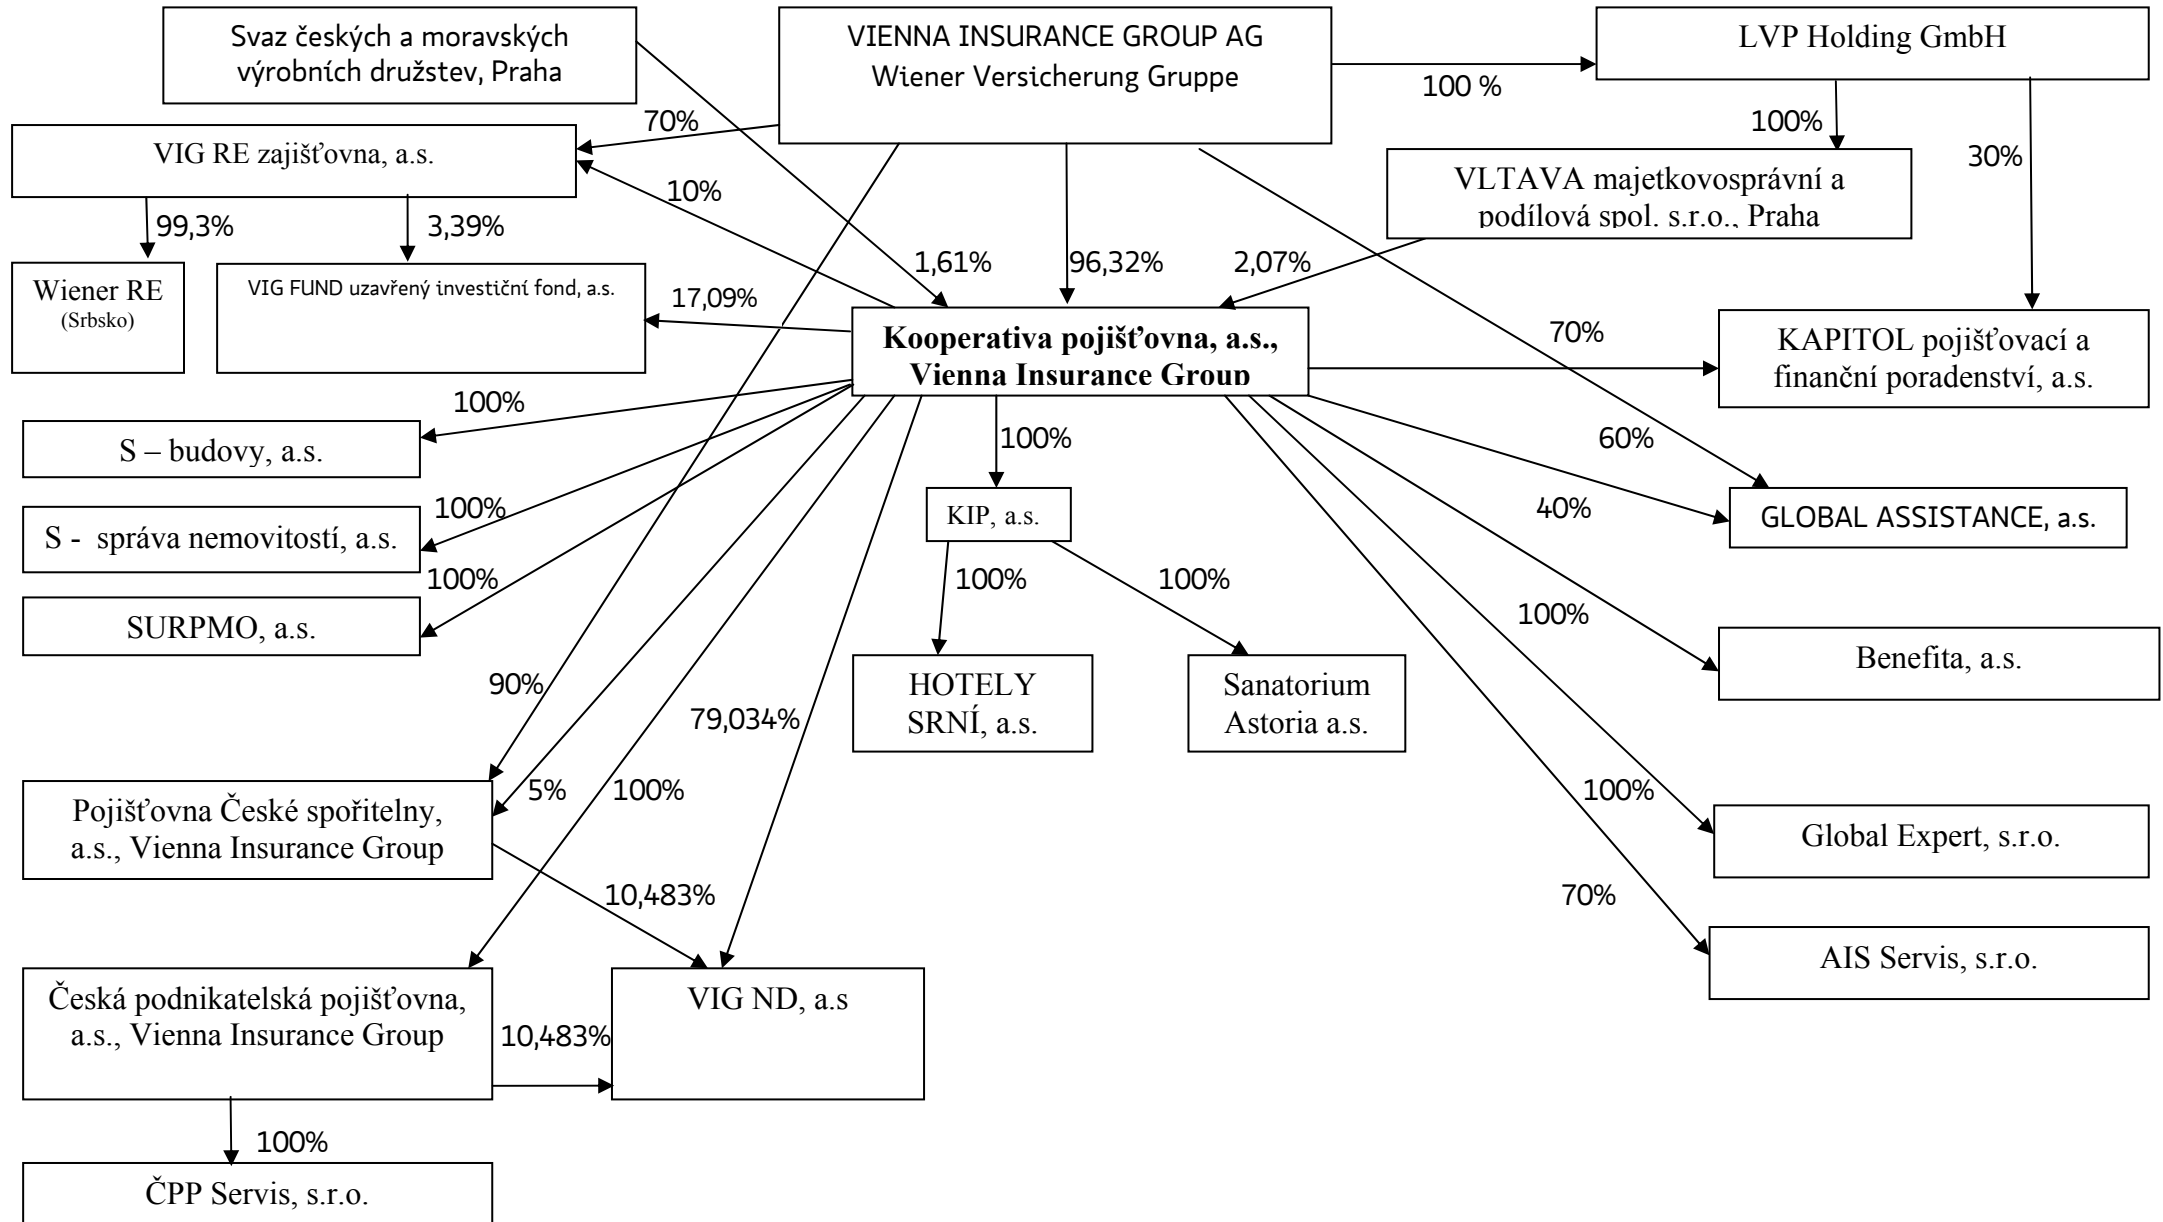 Svaz českých a moravských
výrobních družstev, Praha
VIENNA INSURANCE GROUP AG
Wiener Versicherung Gruppe
LVP Holding GmbH
100 %
70%
100%
VIG RE zajišťovna, a.s.
30%
VLTAVA majetkovosprávní a
podílová spol. s.r.o., Praha
10%
99,3%
3,39%
1,61%
96,32%
2,07%
Wiener RE
(Srbsko)
VIG FUND uzavřený investiční fond, a.s.
17,09%
Kooperativa pojišťovna, a.s.,
Vienna Insurance Group
70%
KAPITOL pojišťovací a
finanční poradenství, a.s.
100%
S – budovy, a.s.
100%
60%
100%
S -  správa nemovitostí, a.s.
KIP, a.s.
40%
GLOBAL ASSISTANCE, a.s.
100%
100%
100%
100%
SURPMO, a.s.
Benefita, a.s.
HOTELY
SRNÍ, a.s.
Sanatorium
Astoria a.s.
90%
79,034%
5%
100%
100%
Pojišťovna České spořitelny,
a.s., Vienna Insurance Group
Global Expert, s.r.o.
10,483%
70%
AIS Servis, s.r.o.
Česká podnikatelská pojišťovna,
a.s., Vienna Insurance Group
10,483%
VIG ND, a.s
100%
ČPP Servis, s.r.o.